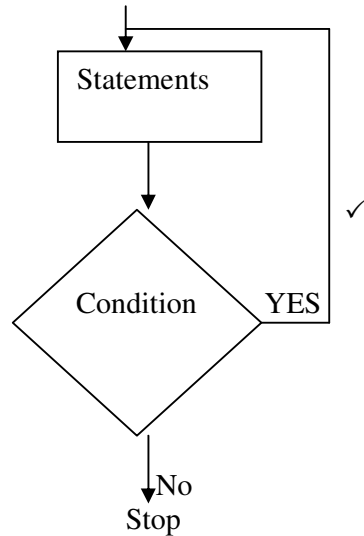 Statements
✓
Condition
YES
No
Stop